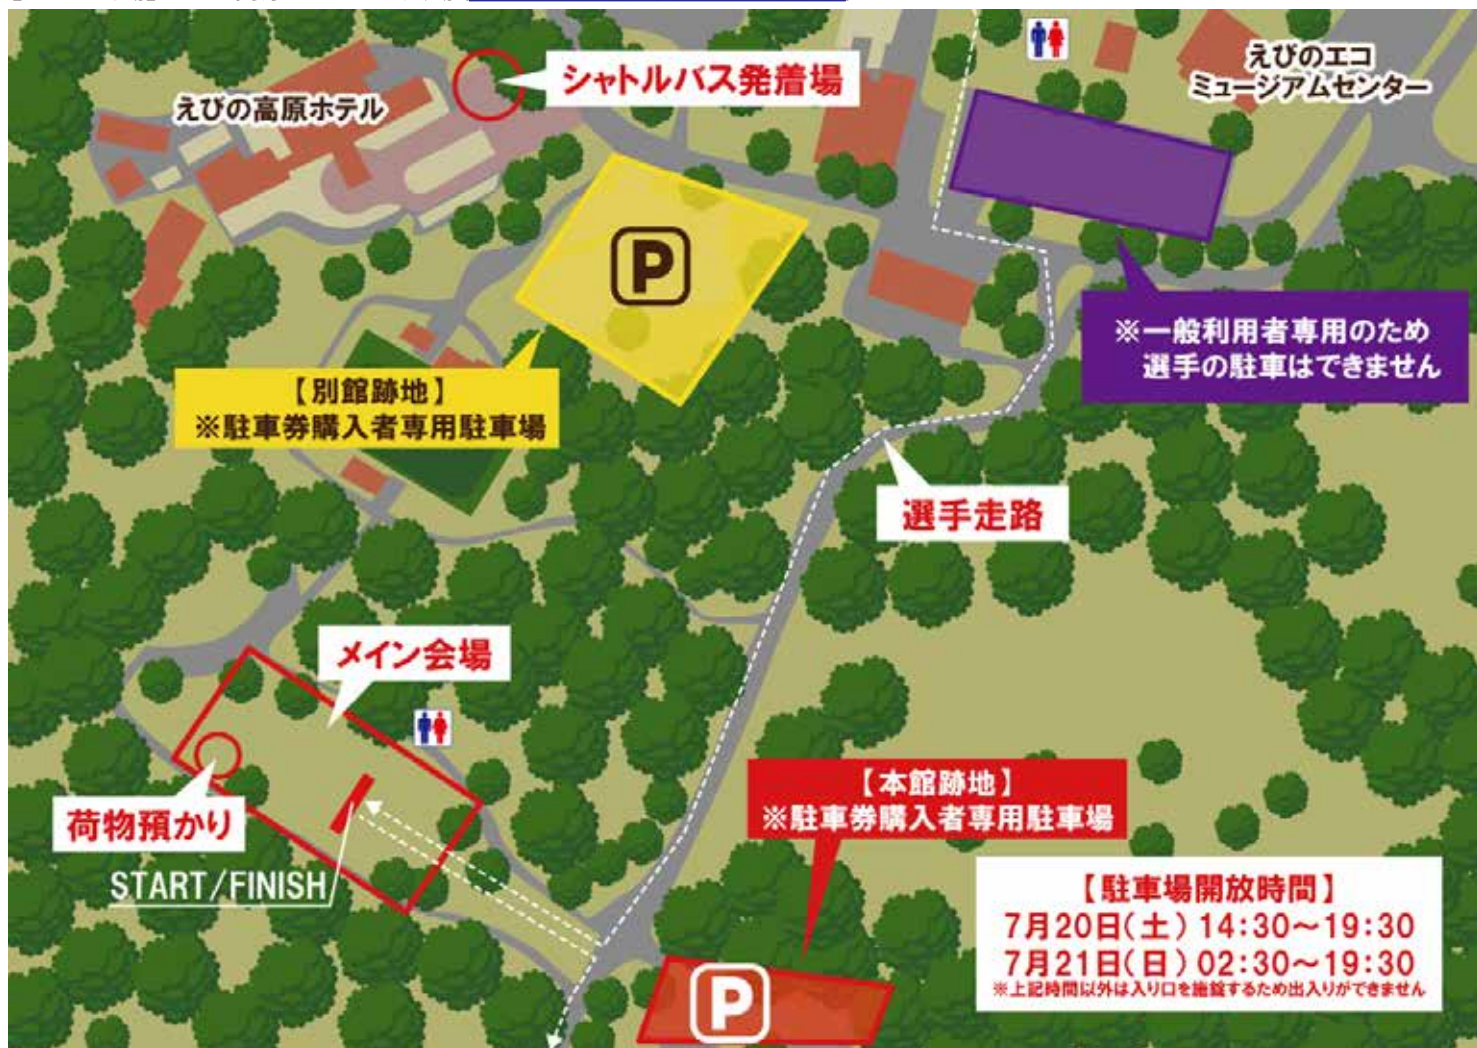 シャトルバス発着場
えびのエコ
ミュージアムセンター
えびの高原ホテル
P
※一般利用者専用のため
選手の駐車はできません
【別館跡地】
※駐車券購入者専用駐車場
選手走路
メイン会場
荷物預かり
START/FINISH
【本館跡地】
※駐車券購入者専用駐車場
P
【駐車場開放時間】
7月20日(土) 14:30～19:30
7月21日(日) 02:30～19:30
※上記時間以外は入り口を施錠するため出入りができません